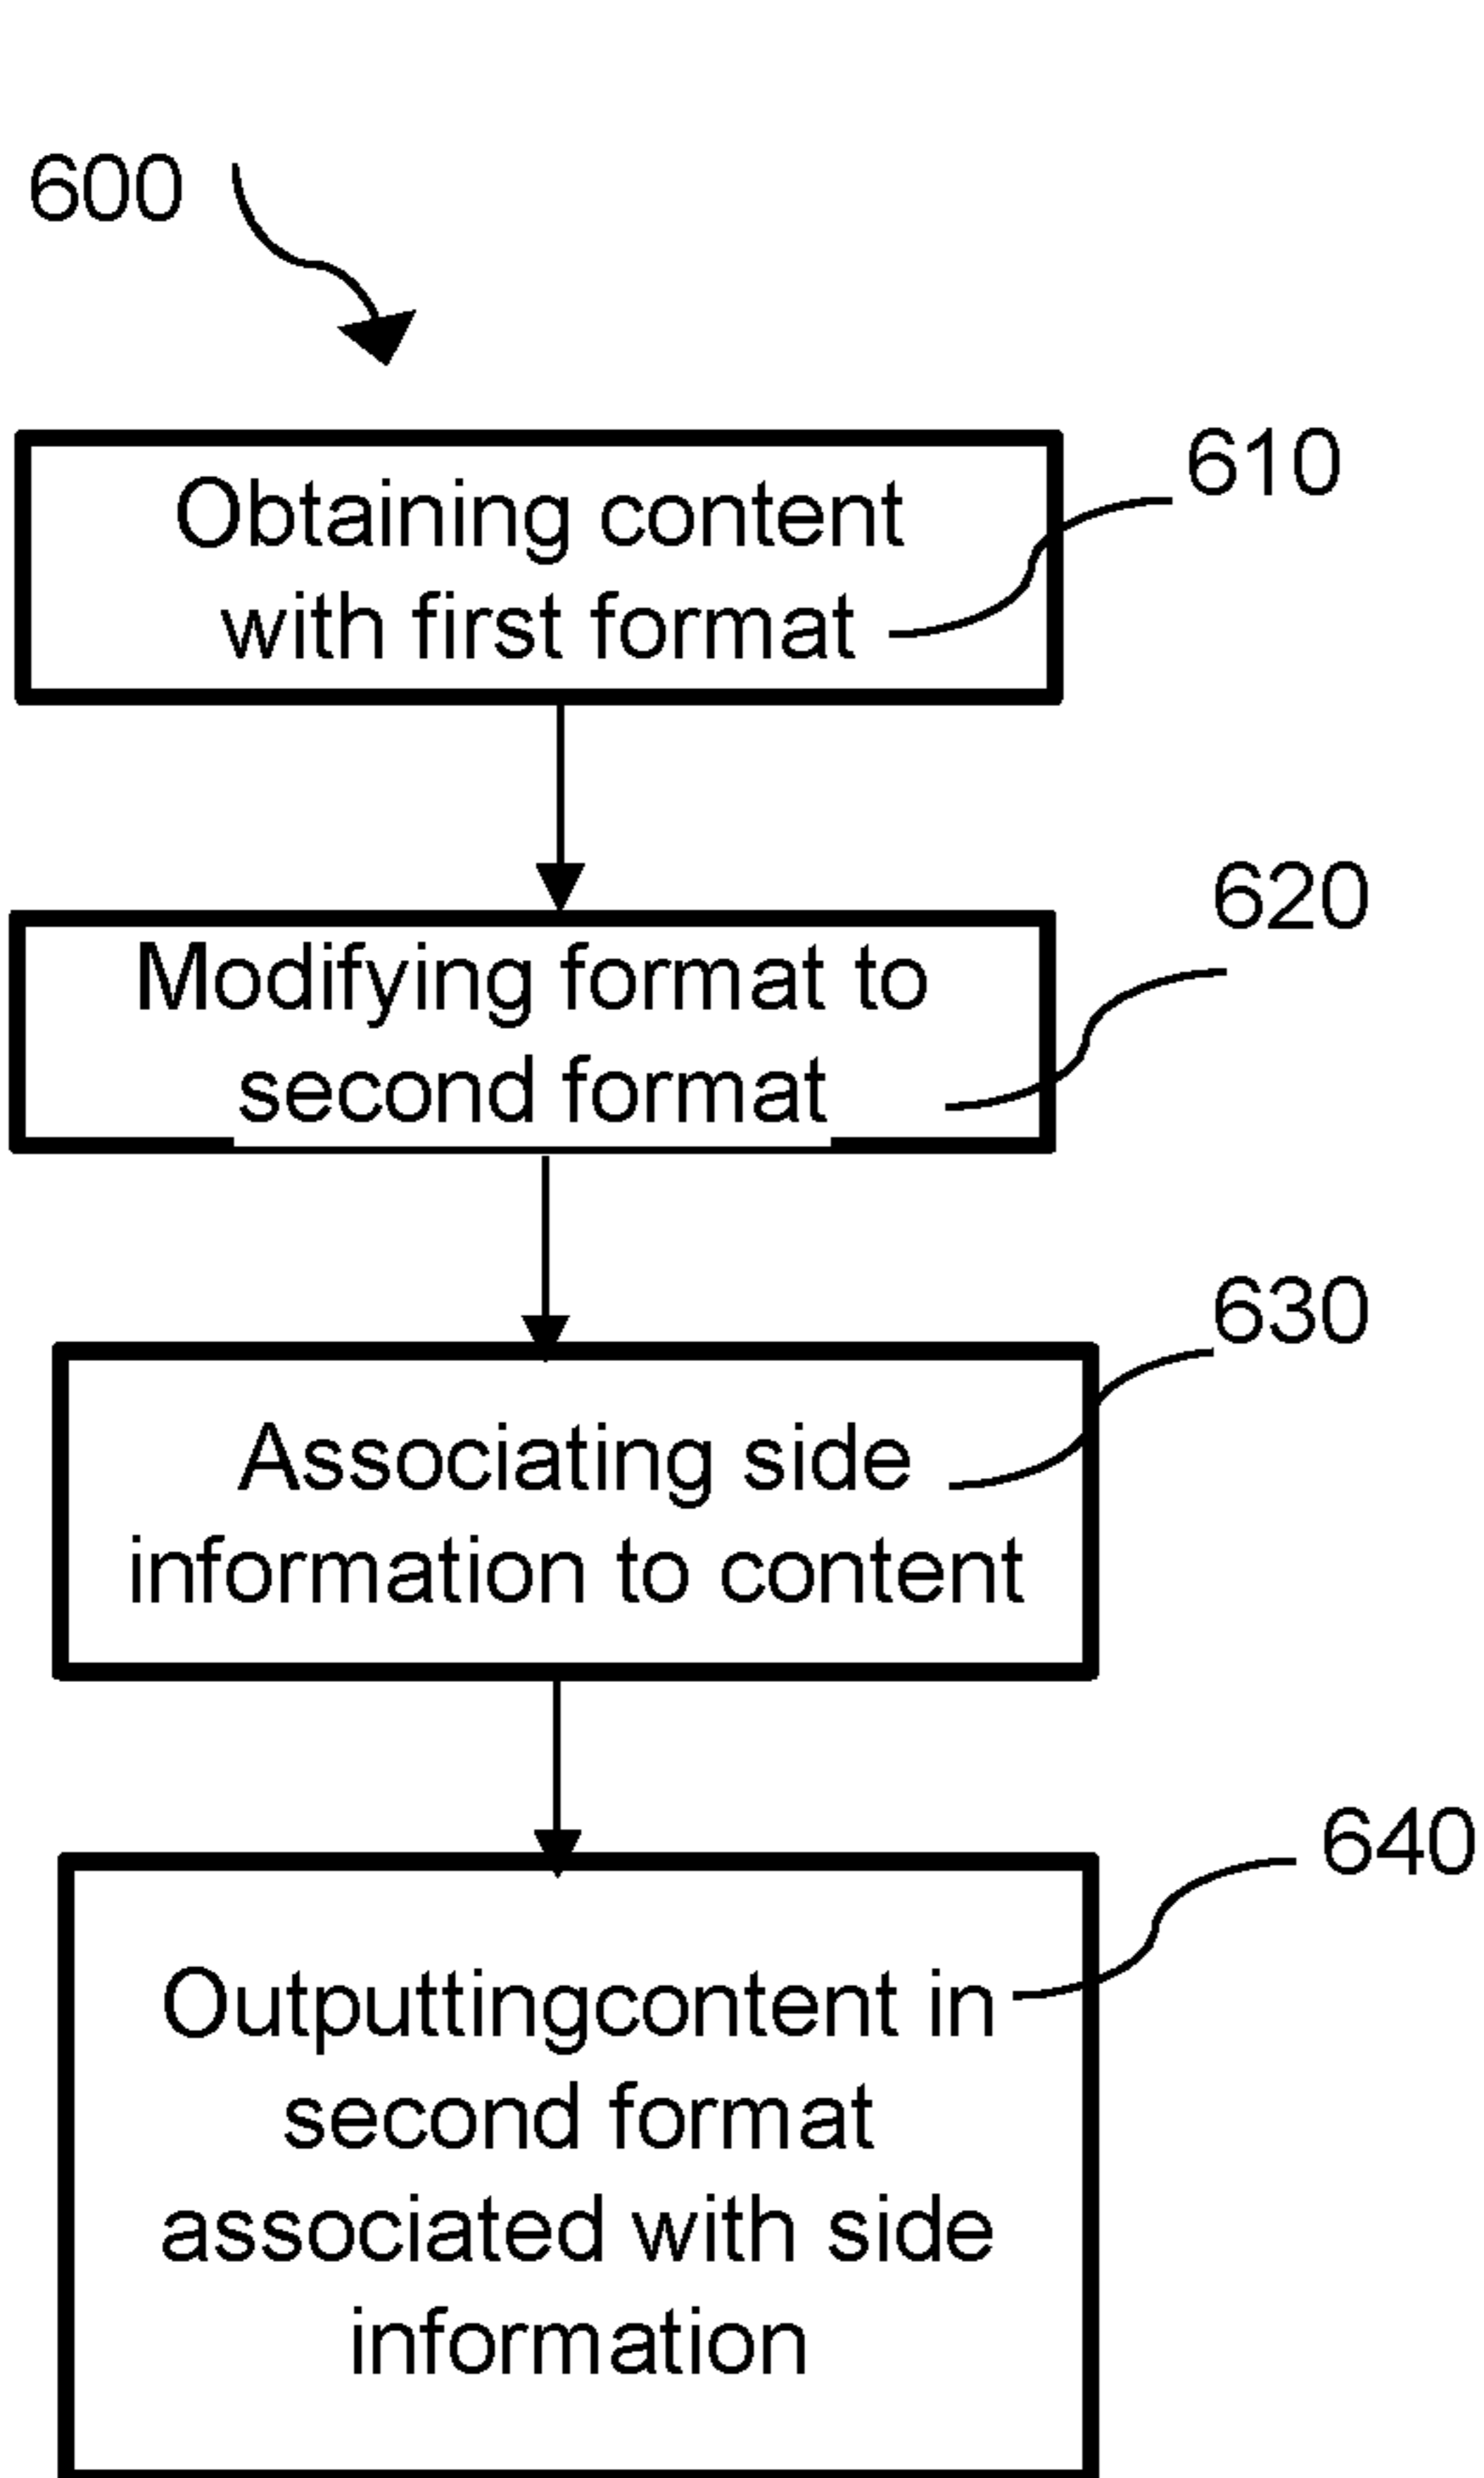 600
610
Obtaining content
with first format
620
Modifying format to
second format
630
Associating side
information to content
640
Outputtingcontent in
second format
associated with side
information